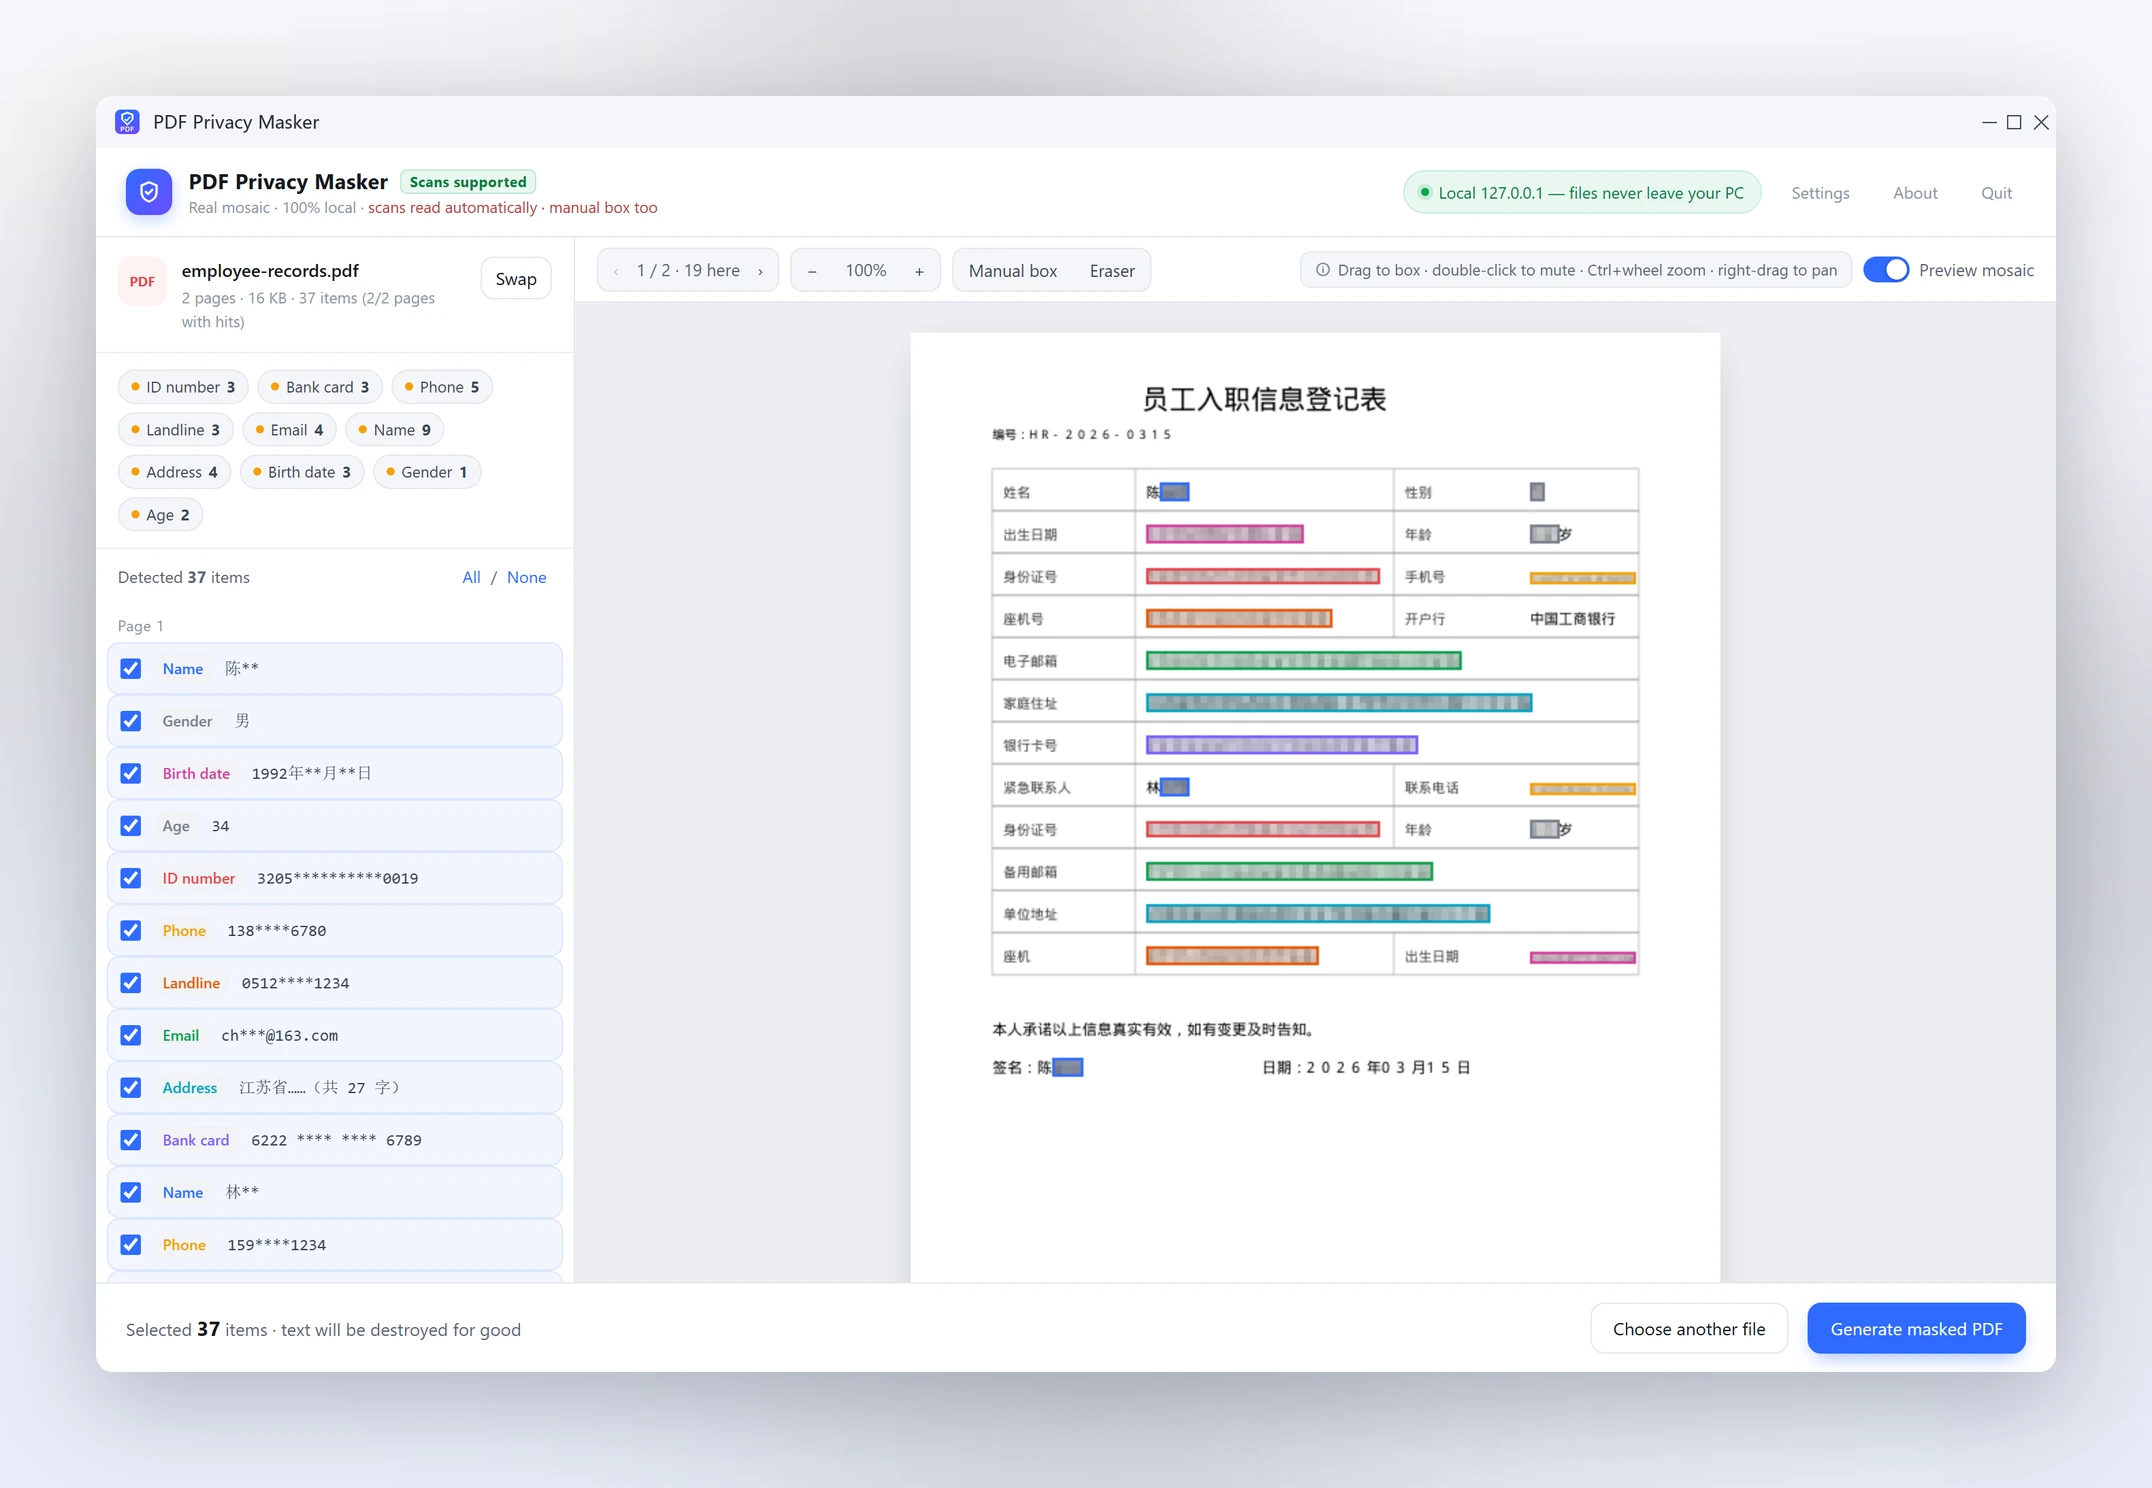 PDF Privacy Masker
PDF Privacy Masker Scans supported
Real mosaic · 100% local · scans read automatically · manual box too
Local 127.0.0.1 — files never leave your PC Settings About Quit
PDF
employee-records.pdf
2 pages · 16 KB · 37 items (2/2 pages
with hits)
Swap
‹ 1 / 2 · 19 here › − 100% + Manual box Eraser
Drag to box · double-click to mute · Ctrl+wheel zoom · right-drag to pan Preview mosaic
ID number 3 Bank card 3 Phone 5
Landline 3 Email 4 Name 9
Address 4 Birth date 3 Gender 1
Age 2
Detected 37 items All / None
Page 1
Name 陈**
Gender 男
Birth date 1992年**月**日
Age 34
ID number 3205**********0019
Phone 138****6780
Landline 0512****1234
Email ch***@163.com
Address 江苏省……（共 27 字）
Bank card 6222 **** **** 6789
Name 林**
Phone 159****1234
员工入职信息登记表
编号：HR-2026-0315
姓名 陈 性别
出生日期 年龄 岁
身份证号 手机号
座机号 开户行 中国工商银行
电子邮箱
家庭住址
银行卡号
紧急联系人 林 联系电话
身份证号 年龄 岁
备用邮箱
单位地址
座机 出生日期
本人承诺以上信息真实有效，如有变更及时告知。
签名：陈 日期：2026年03月15日
Selected 37 items · text will be destroyed for good
Choose another file Generate masked PDF